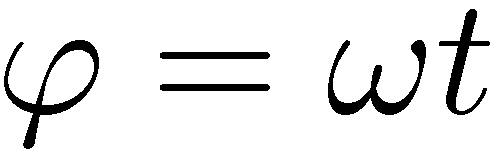 φ = ωt